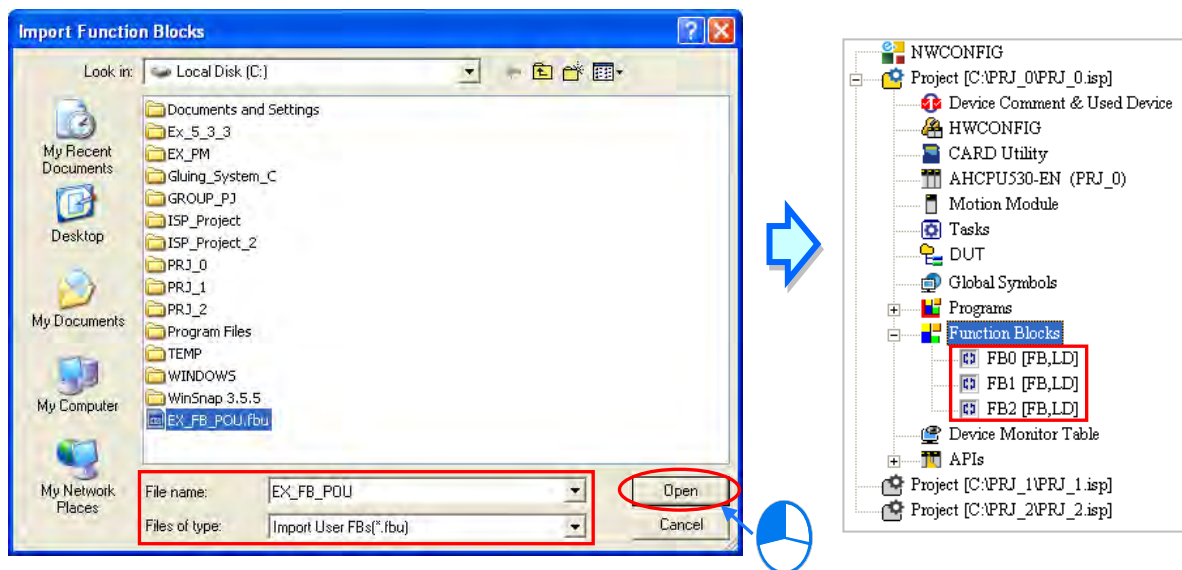 Import Function Blocks
Look in:
Local Disk (C:)
My Recent
Documents
Desktop
My Documents
My Computer
My Network
Places
Documents and Settings
Ex_5_3_3
EX_PM
Gluing_System_C
GROUP_PJ
ISP_Project
ISP_Project_2
PRJ_0
PRJ_1
PRJ_2
Program Files
TEMP
WINDOWS
WinSnap 3.5.5
EX_FB_POU.fbu
File name:
EX_FB_POU
Open
Files of type:
Import User FBs(*.fbu)
Cancel
NWCONFIG
Project [C:\PRJ_0\PRJ_0.isp]
Device Comment & Used Device
HWCONFIG
CARD Utility
AHCPU530-EN (PRJ_0)
Motion Module
Tasks
DUT
Global Symbols
Programs
Function Blocks
FB0 [FB,LD]
FB1 [FB,LD]
FB2 [FB,LD]
Device Monitor Table
APIs
Project [C:\PRJ_1\PRJ_1.isp]
Project [C:\PRJ_2\PRJ_2.isp]